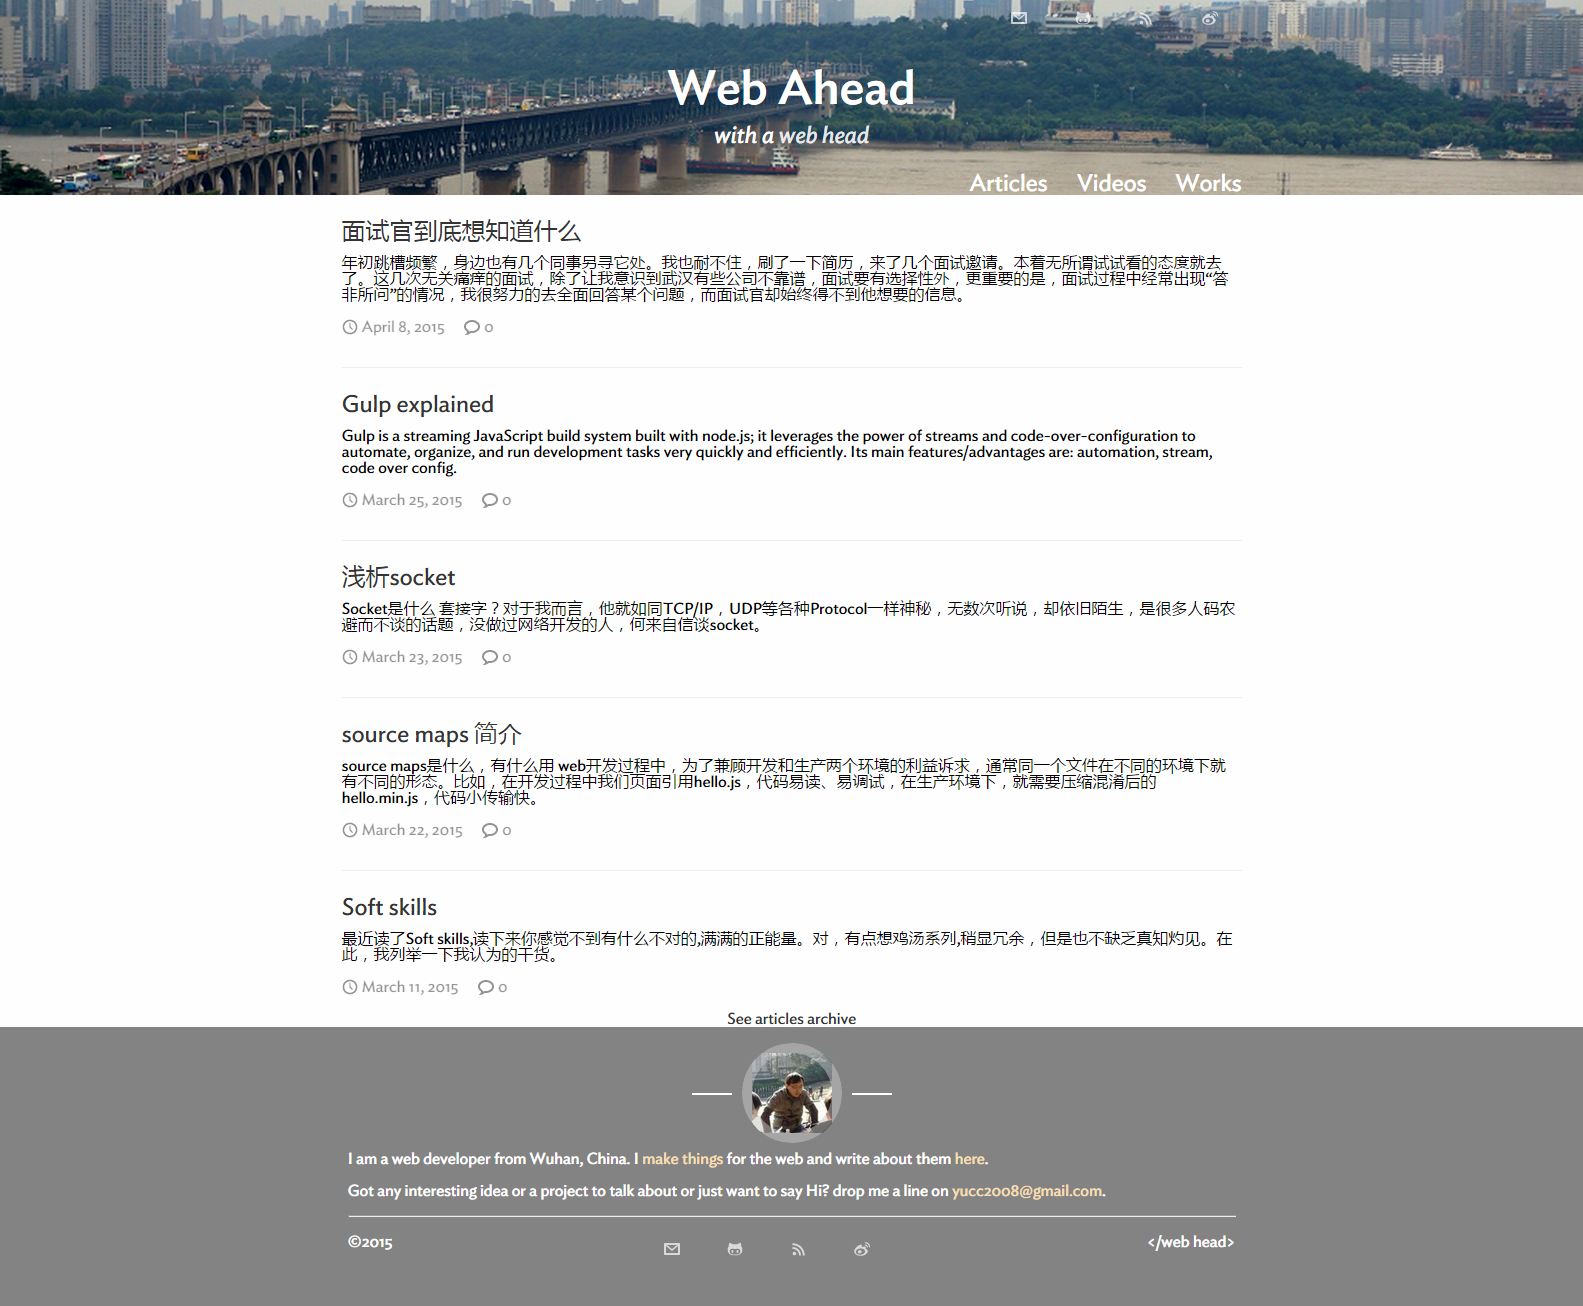 Web Ahead
with a web head
Articles Videos Works
面试官到底想知道什么
年初跳槽频繁，身边也有几个同事另寻它处。我也耐不住，刷了一下简历，来了几个面试邀请。本着无所谓试试看的态度就去
了。这几次无关痛痒的面试，除了让我意识到武汉有些公司不靠谱，面试要有选择性外，更重要的是，面试过程中经常出现“答
非所问”的情况，我很努力的去全面回答某个问题，而面试官却始终得不到他想要的信息。
April 8, 2015 0
Gulp explained
Gulp is a streaming JavaScript build system built with node.js; it leverages the power of streams and code-over-configuration to
automate, organize, and run development tasks very quickly and efficiently. Its main features/advantages are: automation, stream,
code over config.
March 25, 2015 0
浅析socket
Socket是什么 套接字？对于我而言，他就如同TCP/IP，UDP等各种Protocol一样神秘，无数次听说，却依旧陌生，是很多人码农
避而不谈的话题，没做过网络开发的人，何来自信谈socket。
March 23, 2015 0
source maps 简介
source maps是什么，有什么用 web开发过程中，为了兼顾开发和生产两个环境的利益诉求，通常同一个文件在不同的环境下就
有不同的形态。比如，在开发过程中我们页面引用hello.js，代码易读、易调试，在生产环境下，就需要压缩混淆后的
hello.min.js，代码小传输快。
March 22, 2015 0
Soft skills
最近读了Soft skills,读下来你感觉不到有什么不对的,满满的正能量。对，有点想鸡汤系列,稍显冗余，但是也不缺乏真知灼见。在
此，我列举一下我认为的干货。
March 11, 2015 0
See articles archive
I am a web developer from Wuhan, China. I make things for the web and write about them here.
Got any interesting idea or a project to talk about or just want to say Hi? drop me a line on yucc2008@gmail.com.
©2015 </web head>